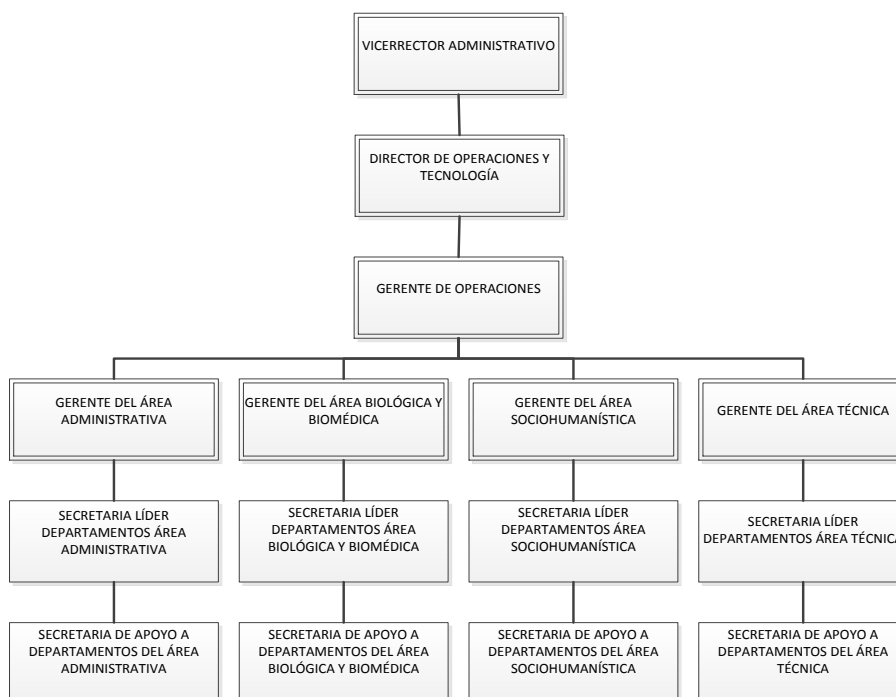 VICERRECTOR ADMINISTRATIVO
DIRECTOR DE OPERACIONES Y
TECNOLOGÍA
GERENTE DE OPERACIONES
GERENTE DEL ÁREA
ADMINISTRATIVA
GERENTE DEL ÁREA BIOLÓGICA Y
BIOMÉDICA
GERENTE DEL ÁREA
SOCIOHUMANÍSTICA
GERENTE DEL ÁREA TÉCNICA
SECRETARIA LÍDER
DEPARTAMENTOS ÁREA
ADMINISTRATIVA
SECRETARIA LÍDER
DEPARTAMENTOS ÁREA
BIOLÓGICA Y BIOMÉDICA
SECRETARIA LÍDER
DEPARTAMENTOS ÁREA
SOCIOHUMANÍSTICA
SECRETARIA LÍDER
DEPARTAMENTOS ÁREA TÉCNICA
SECRETARIA DE APOYO A
DEPARTAMENTOS DEL ÁREA
ADMINISTRATIVA
SECRETARIA DE APOYO A
DEPARTAMENTOS DEL ÁREA
BIOLÓGICA Y BIOMÉDICA
SECRETARIA DE APOYO A
DEPARTAMENTOS DEL ÁREA
SOCIOHUMANÍSTICA
SECRETARIA DE APOYO A
DEPARTAMENTOS DEL ÁREA
TÉCNICA